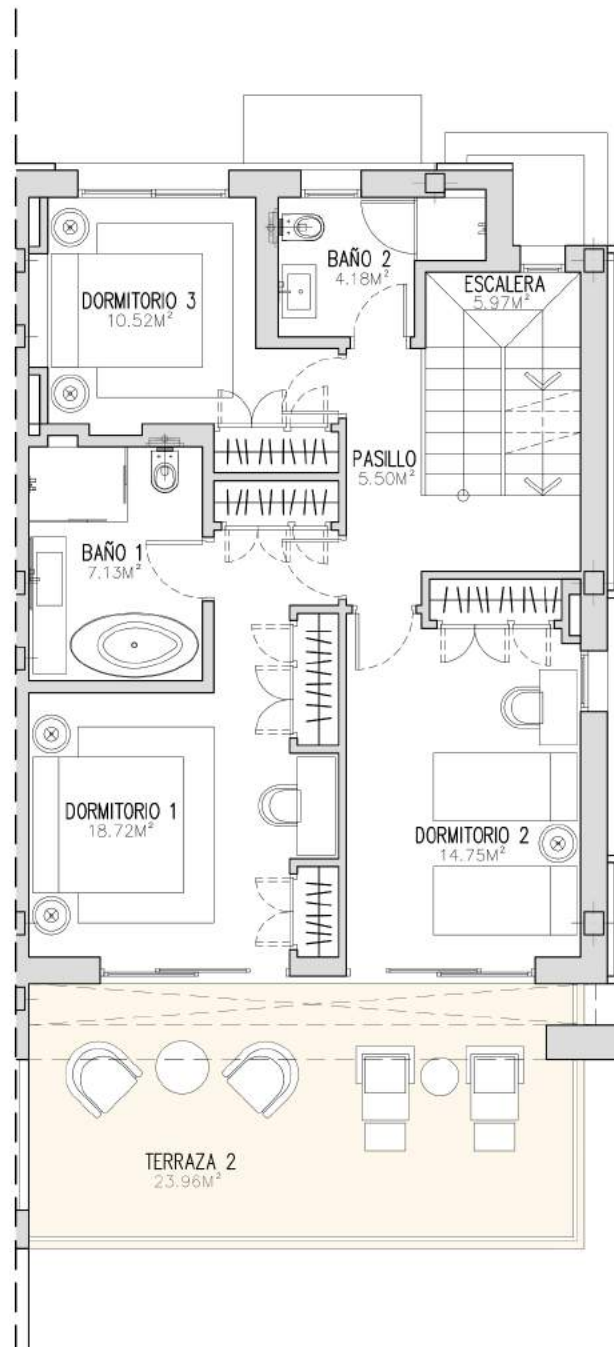 BAÑO 2
4.18M²
ESCALERA
5.97M²
DORMITORIO 3
10.52M²
PASILLO
5.50M²
BAÑO 1
7.13M²
DORMITORIO 1
18.72M²
DORMITORIO 2
14.75M²
TERRAZA 2
23.96M²